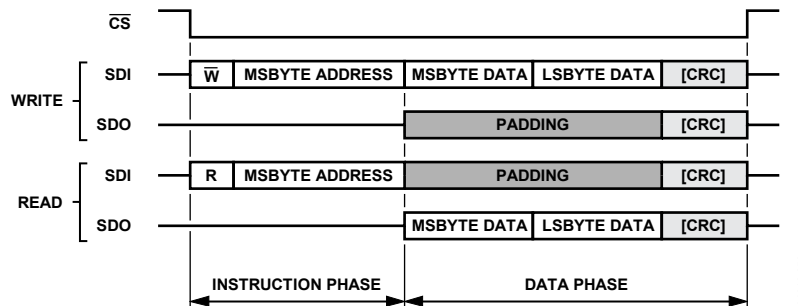 CS
SDI W MSBYTE ADDRESS MSBYTE DATA LSBYTE DATA [CRC]
WRITE
SDO PADDING [CRC]
SDI R MSBYTE ADDRESS PADDING [CRC]
READ
SDO MSBYTE DATA LSBYTE DATA [CRC]
INSTRUCTION PHASE DATA PHASE